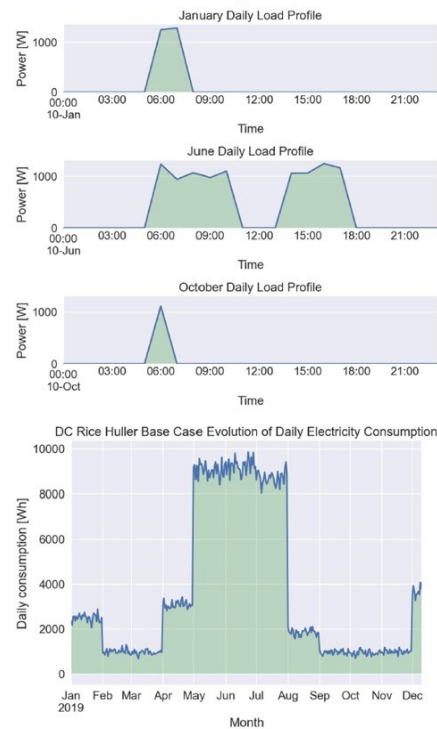 January Daily Load Profile
Power [W]
1000
0
00:00 03:00 06:00 09:00 12:00 15:00 18:00 21:00
10-Jan
Time
June Daily Load Profile
Power [W]
1000
0
00:00 03:00 06:00 09:00 12:00 15:00 18:00 21:00
10-Jun
Time
October Daily Load Profile
Power [W]
1000
0
00:00 03:00 06:00 09:00 12:00 15:00 18:00 21:00
10-Oct
Time
DC Rice Huller Base Case Evolution of Daily Electricity Consumption
Daily consumption [Wh]
10000
8000
6000
4000
2000
0
Jan Feb Mar Apr May Jun Jul Aug Sep Oct Nov Dec
2019
Month